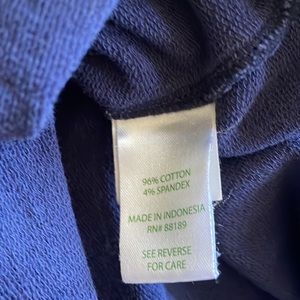 96% COTTON
4% SPANDEX
MADE IN INDONESIA
RN# 88189
SEE REVERSE
FOR CARE